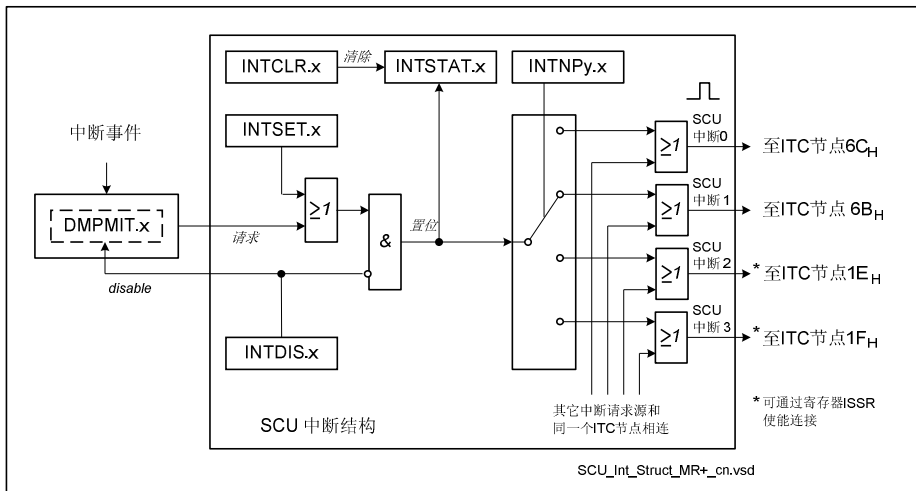 INTCLR.x
清除
INTSTAT.x
INTNPy.x
中断事件
INTSET.x
DMPMIT.x
请求
≥1
&
置位
disable
INTDIS.x
≥1
SCU
中断0
至ITC节点6CH
≥1
SCU
中断1
至ITC节点 6BH
≥1
SCU
中断2
* 至ITC节点1EH
≥1
SCU
中断3
* 至ITC节点1FH
其它中断请求源和
同一个ITC节点相连
* 可通过寄存器ISSR
使能连接
SCU 中断结构
SCU_Int_Struct_MR+_cn.vsd